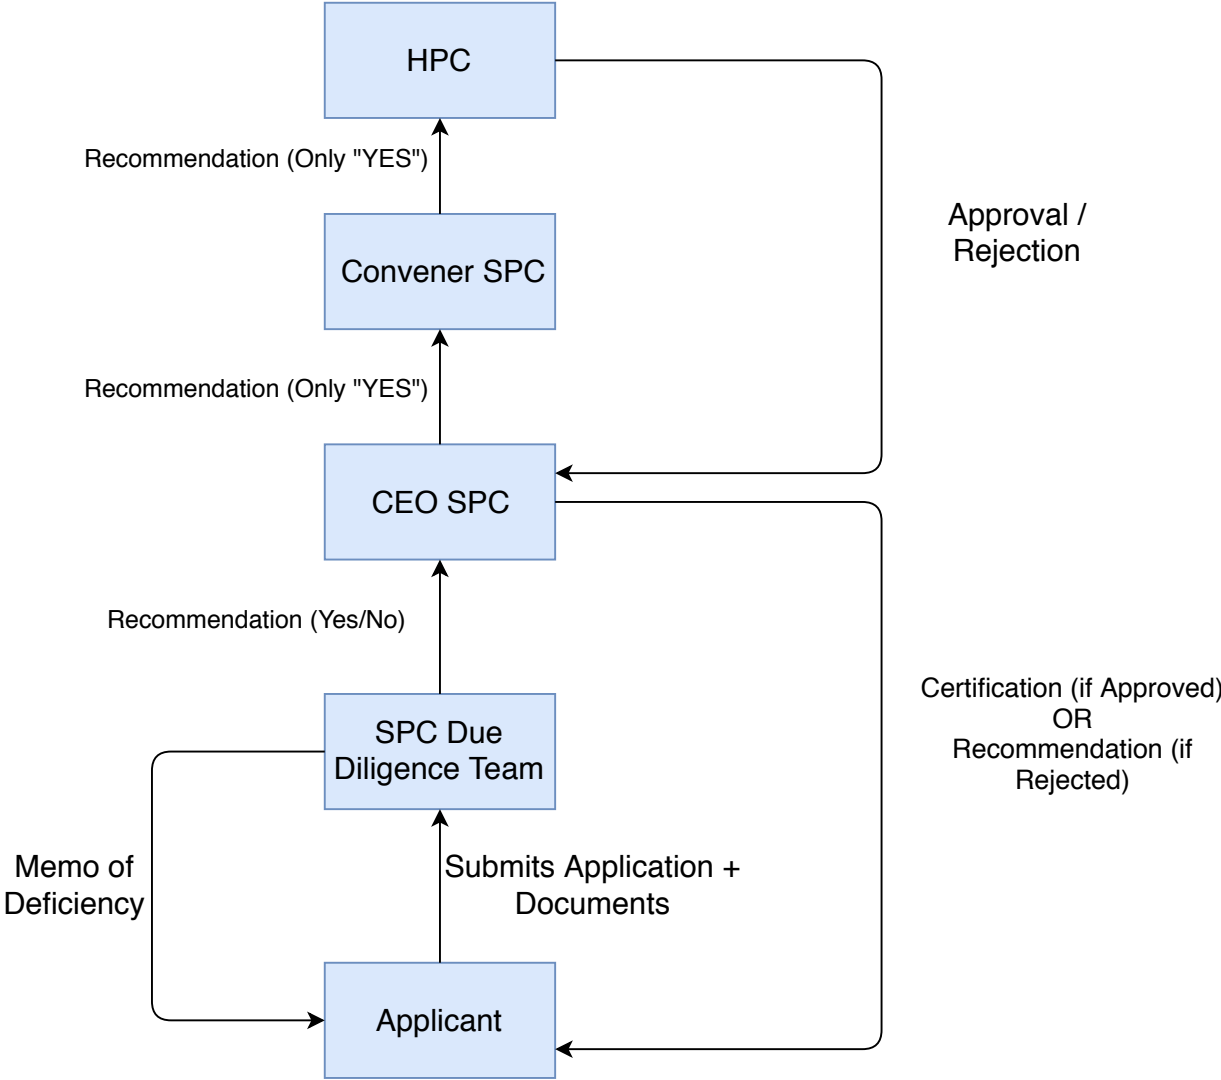 HPC
Recommendation (Only "YES")
Approval /
Rejection
Convener SPC
Recommendation (Only "YES")
CEO SPC
Recommendation (Yes/No)
Certification (if Approved)
OR
Recommendation (if
Rejected)
SPC Due
Diligence Team
Memo of
Deficiency
Submits Application +
Documents
Applicant